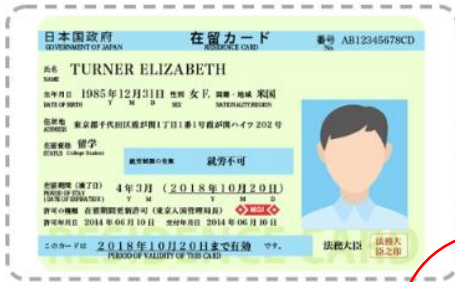 日本国政府 在留カード 番号 AB12345678CD
GOVERNMENT OF JAPAN RESIDENCE CARD No.
氏名 TURNER ELIZABETH
NAME
生年月日 1985年12月31日 性別 女 F. 国籍・地域 米国
DATE OF BIRTH Y M D SEX NATIONALITY/REGION
住居地 東京都千代田区霞が関1丁目1番1号霞が関ハイツ202号
ADDRESS
在留資格 留学
STATUS College Student
就労制限の有無 就労不可
在留期間(満了日) 4年3月 (2018年10月20日)
PERIOD OF STAY
(DATE OF EXPIRATION) Y M Y M D
許可の種類 在留期間更新許可(東京入国管理局長) MOJ
許可年月日 2014年06月10日 交付年月日 2014年06月10日
このカードは 2018年10月20日まで有効 です。 法務大臣 法務大臣之印
PERIOD OF VALIDITY OF THIS CARD